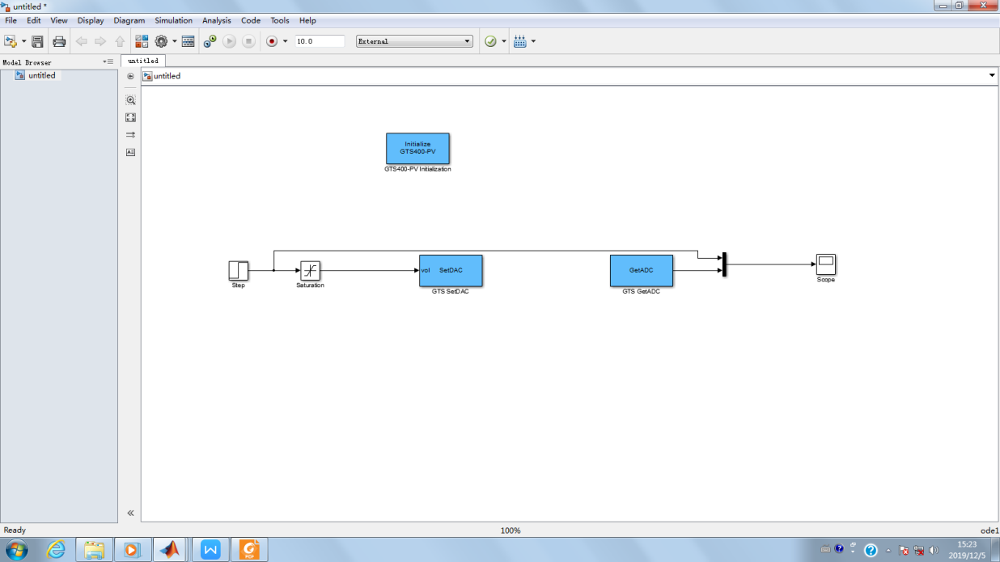 untitled *
File Edit View Display Diagram Simulation Analysis Code Tools Help
10.0 External
Model Browser
untitled
untitled
untitled
Initialize
GTS400-PV
GTS400-PV Initialization
Step
Saturation
vol SetDAC
GTS SetDAC
GetADC
GTS GetADC
Scope
Ready 100% ode1
15:23
2019/12/5